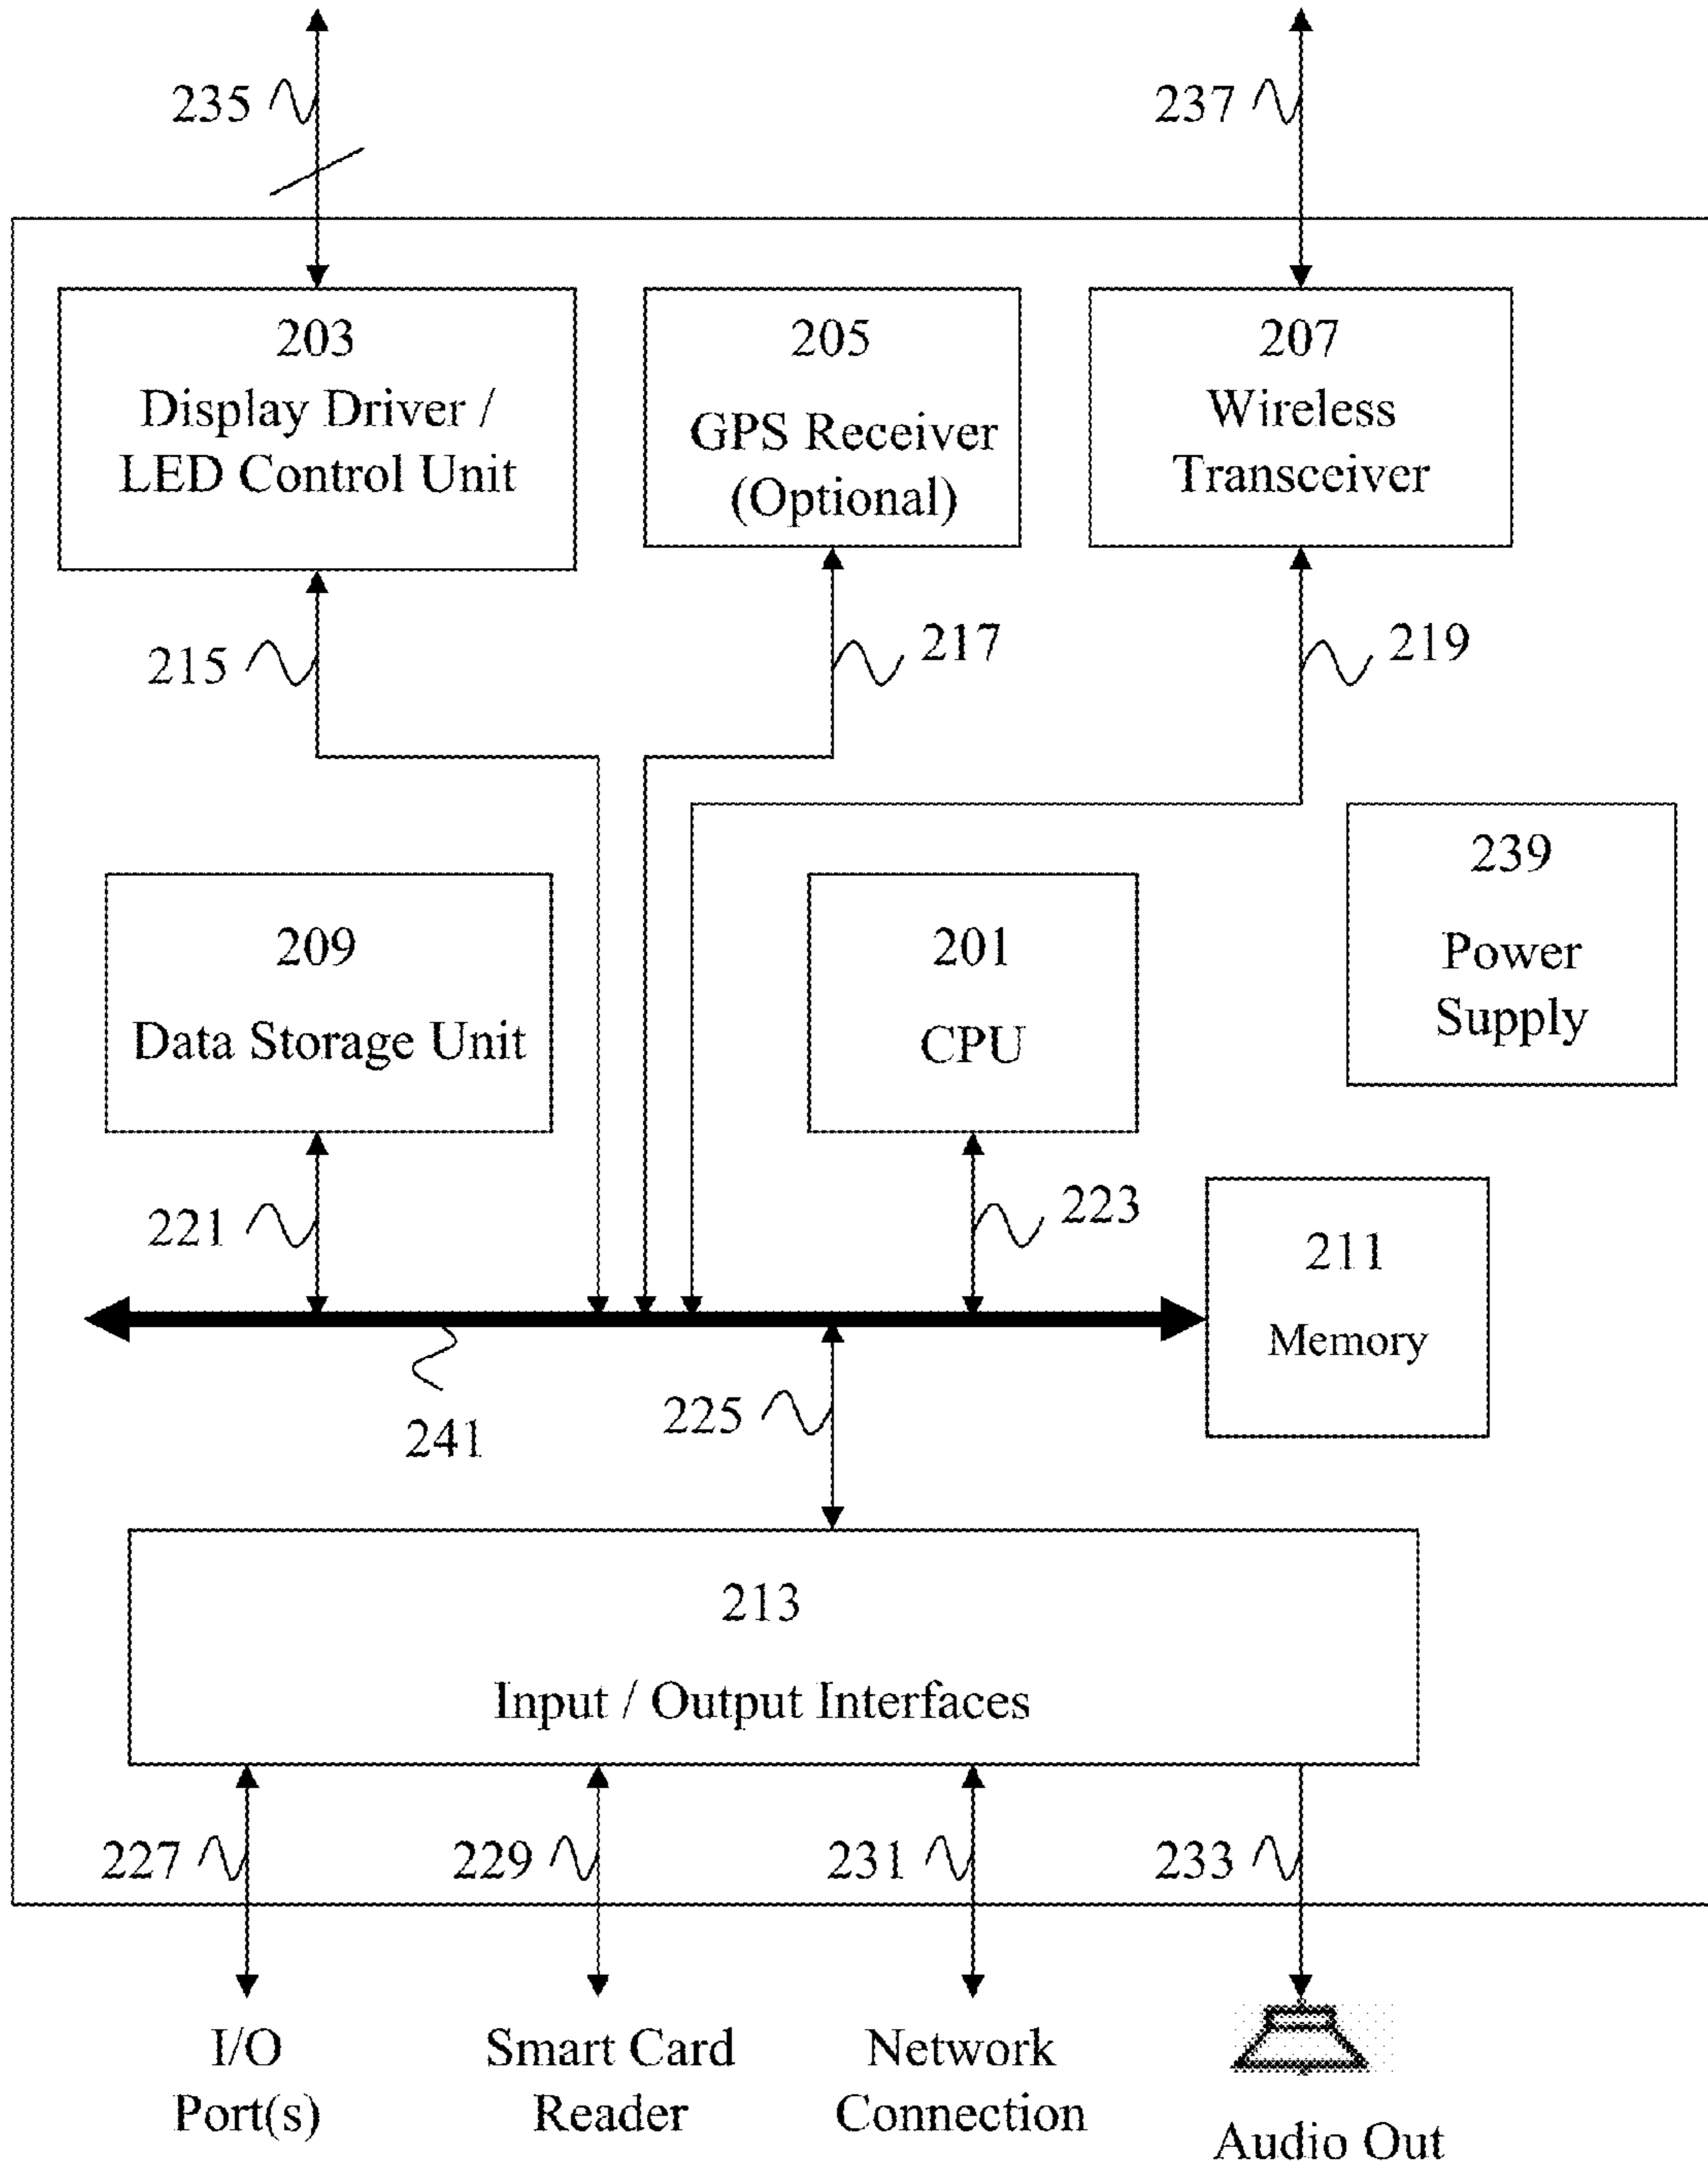 235
237
203
Display Driver /
LED Control Unit
205
GPS Receiver
(Optional)
207
Wireless
Transceiver
215
217
219
239
Power
Supply
209
Data Storage Unit
201
CPU
221
223
211
Memory
241
225
213
Input / Output Interfaces
227
229
231
233
I/O
Port(s)
Smart Card
Reader
Network
Connection
Audio Out